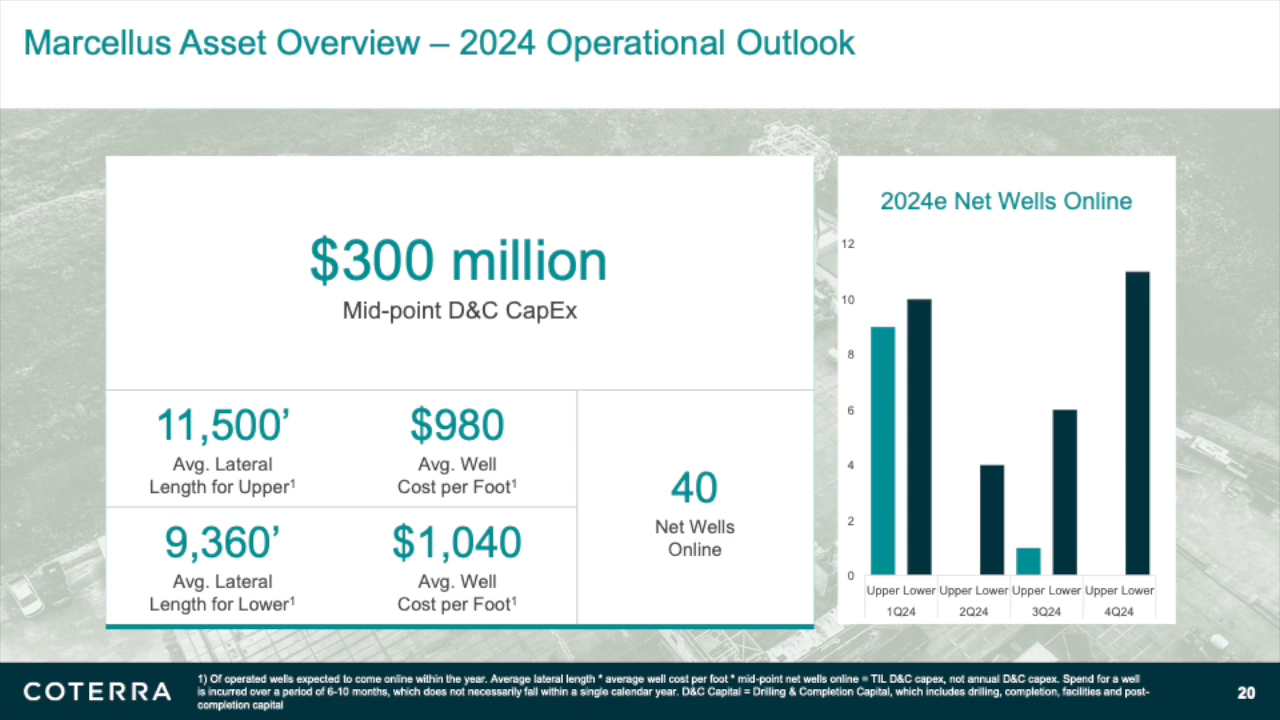 Marcellus Asset Overview – 2024 Operational Outlook
$300 million
Mid-point D&C CapEx
11,500’
Avg. Lateral
Length for Upper¹
$980
Avg. Well
Cost per Foot¹
9,360’
Avg. Lateral
Length for Lower¹
$1,040
Avg. Well
Cost per Foot¹
40
Net Wells
Online
2024e Net Wells Online
12
10
8
6
4
2
0
Upper Lower Upper Lower Upper Lower Upper Lower
1Q24 2Q24 3Q24 4Q24
COTERRA
1) Of operated wells expected to come online within the year. Average lateral length * average well cost per foot * mid-point net wells online = TIL D&C capex, not annual D&C capex. Spend for a well
is incurred over a period of 6-10 months, which does not necessarily fall within a single calendar year. D&C Capital = Drilling & Completion Capital, which includes drilling, completion, facilities and post-
completion capital
20